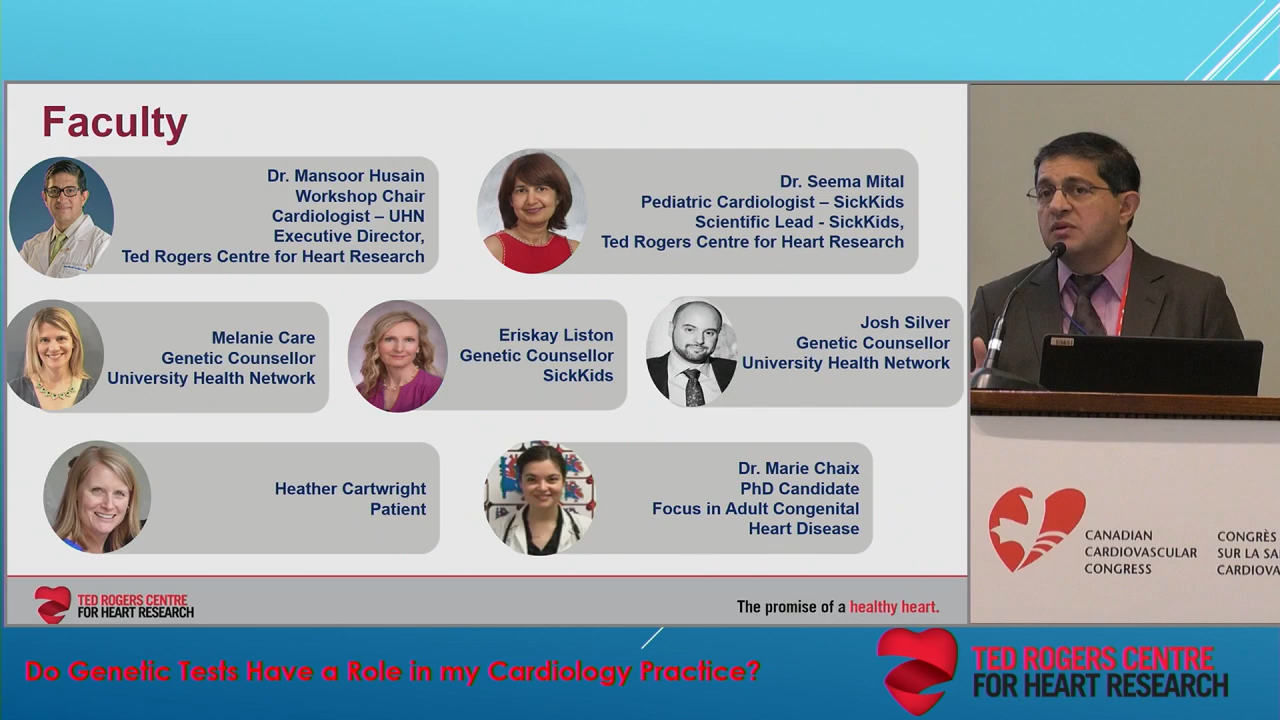 Faculty
Dr. Mansoor Husain
Workshop Chair
Cardiologist – UHN
Executive Director,
Ted Rogers Centre for Heart Research
Dr. Seema Mital
Pediatric Cardiologist – SickKids
Scientific Lead - SickKids,
Ted Rogers Centre for Heart Research
Melanie Care
Genetic Counsellor
University Health Network
Eriskay Liston
Genetic Counsellor
SickKids
Josh Silver
Genetic Counsellor
University Health Network
Heather Cartwright
Patient
Dr. Marie Chaix
PhD Candidate
Focus in Adult Congenital
Heart Disease
TED ROGERS CENTRE
FOR HEART RESEARCH
The promise of a healthy heart.
CANADIAN
CARDIOVASCULAR
CONGRESS
CONGRÈS
SUR LA SA
CARDIOVA
Do Genetic Tests Have a Role in my Cardiology Practice?
TED ROGERS CENTRE
FOR HEART RESEARCH